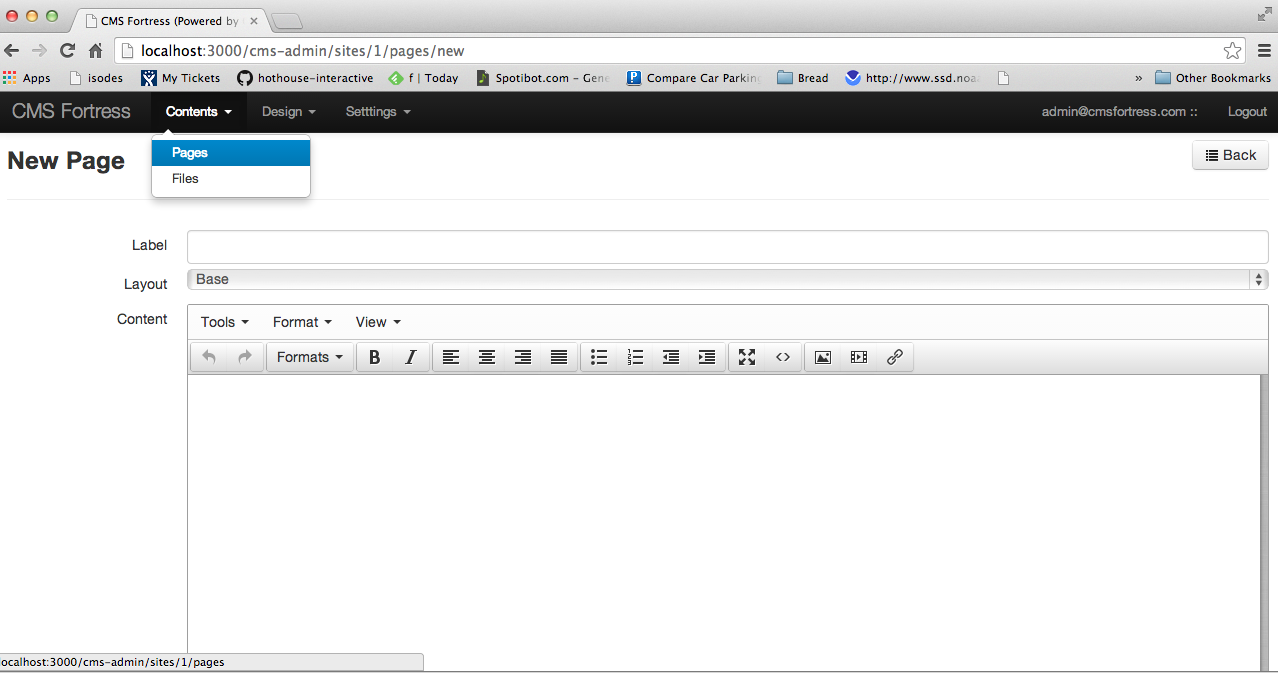 CMS Fortress (Powered by
localhost:3000/cms-admin/sites/1/pages/new
Apps isodes My Tickets hothouse-interactive f | Today Spotibot.com - Gene Compare Car Parking Bread http://www.ssd.noaa Other Bookmarks
CMS Fortress Contents Design Setttings admin@cmsfortress.com :: Logout
New Page Pages Back
Files
Label
Layout Base
Content Tools Format View
Formats B I
localhost:3000/cms-admin/sites/1/pages